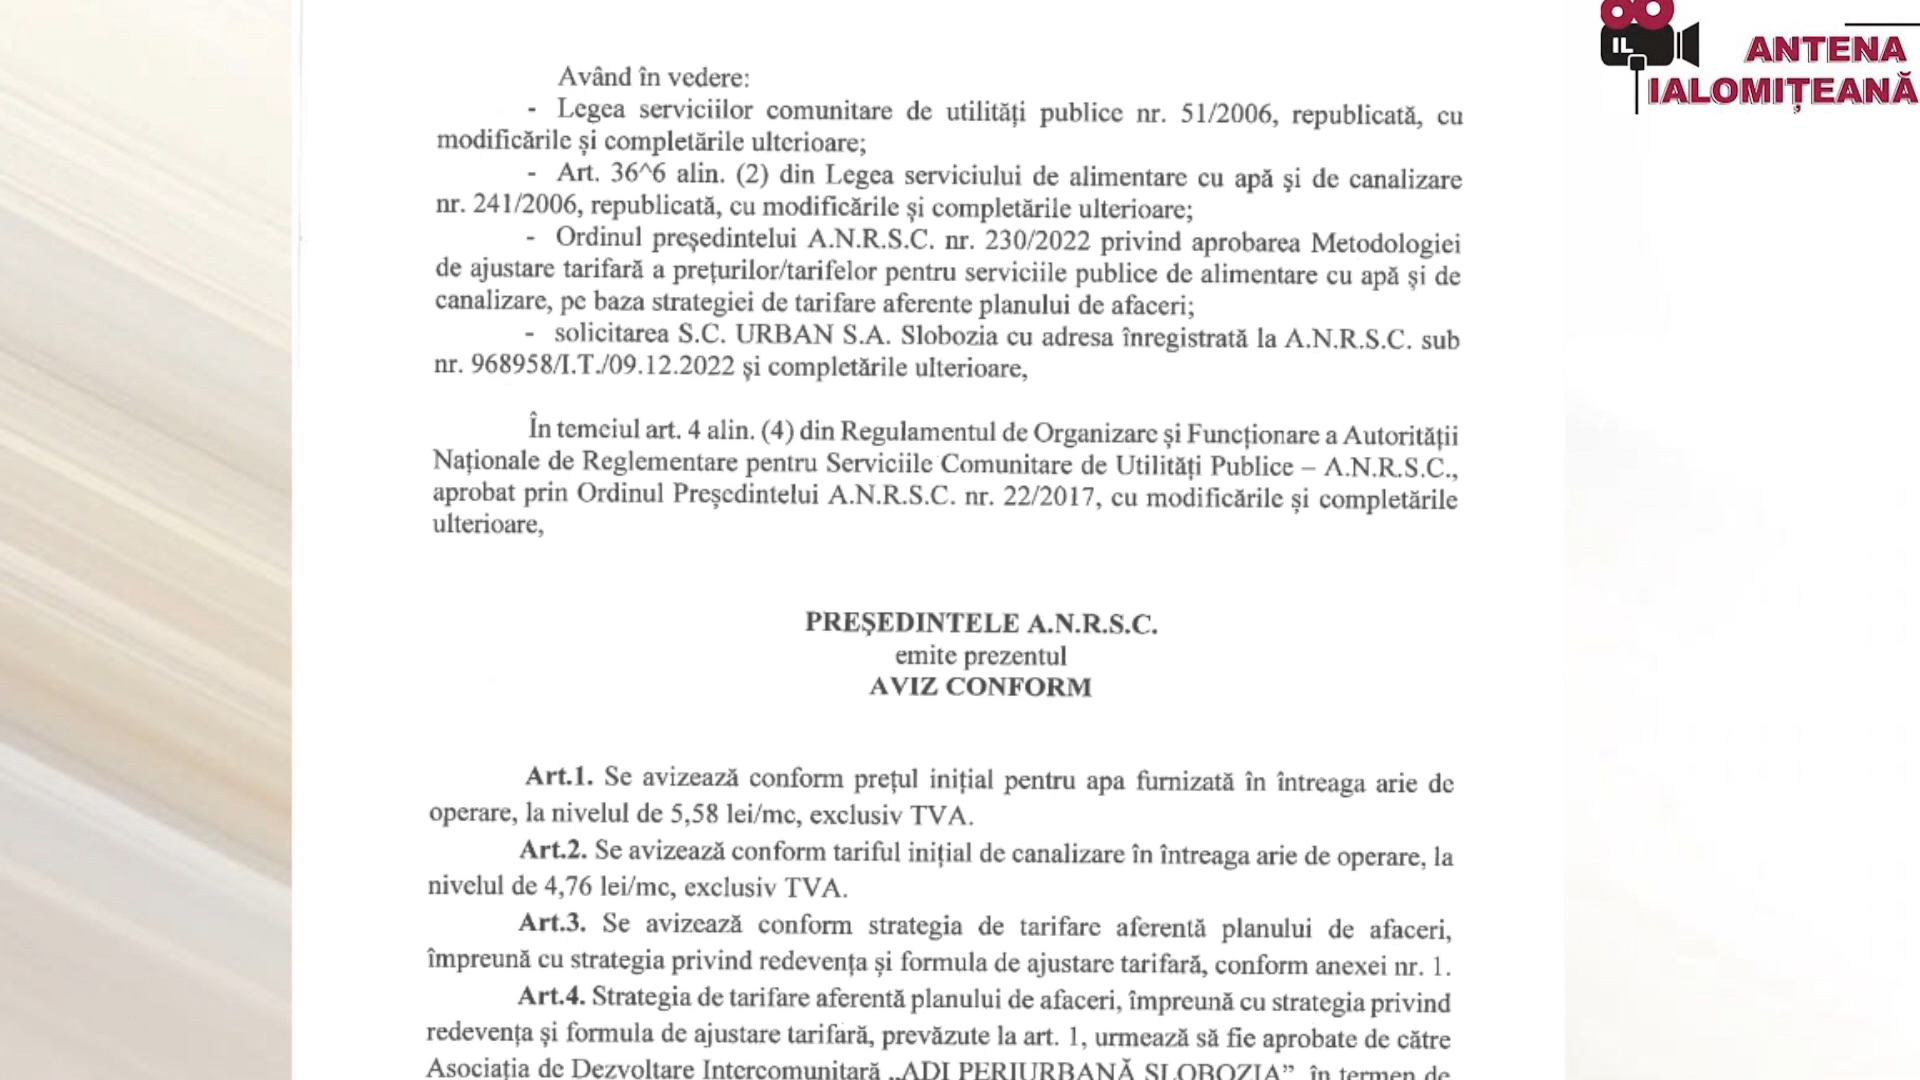 IL
ANTENA
IALOMIȚEANĂ
Având în vedere:
- Legea serviciilor comunitare de utilități publice nr. 51/2006, republicată, cu
modificările și completările ulterioare;
- Art. 36^6 alin. (2) din Legea serviciului de alimentare cu apă și de canalizare
nr. 241/2006, republicată, cu modificările și completările ulterioare;
- Ordinul președintelui A.N.R.S.C. nr. 230/2022 privind aprobarea Metodologiei
de ajustare tarifară a prețurilor/tarifelor pentru serviciile publice de alimentare cu apă și de
canalizare, pe baza strategiei de tarifare aferente planului de afaceri;
- solicitarea S.C. URBAN S.A. Slobozia cu adresa înregistrată la A.N.R.S.C. sub
nr. 968958/I.T./09.12.2022 și completările ulterioare,
În temeiul art. 4 alin. (4) din Regulamentul de Organizare și Funcționare a Autorității
Naționale de Reglementare pentru Serviciile Comunitare de Utilități Publice – A.N.R.S.C.,
aprobat prin Ordinul Președintelui A.N.R.S.C. nr. 22/2017, cu modificările și completările
ulterioare,
PREȘEDINTELE A.N.R.S.C.
emite prezentul
AVIZ CONFORM
Art.1. Se avizează conform prețul inițial pentru apa furnizată în întreaga arie de
operare, la nivelul de 5,58 lei/mc, exclusiv TVA.
Art.2. Se avizează conform tariful inițial de canalizare în întreaga arie de operare, la
nivelul de 4,76 lei/mc, exclusiv TVA.
Art.3. Se avizează conform strategia de tarifare aferentă planului de afaceri,
împreună cu strategia privind redevența și formula de ajustare tarifară, conform anexei nr. 1.
Art.4. Strategia de tarifare aferentă planului de afaceri, împreună cu strategia privind
redevența și formula de ajustare tarifară, prevăzute la art. 1, urmează să fie aprobate de către
Asociația de Dezvoltare Intercomunitară „ADI PERIURBANĂ SLOBOZIA” în termen de